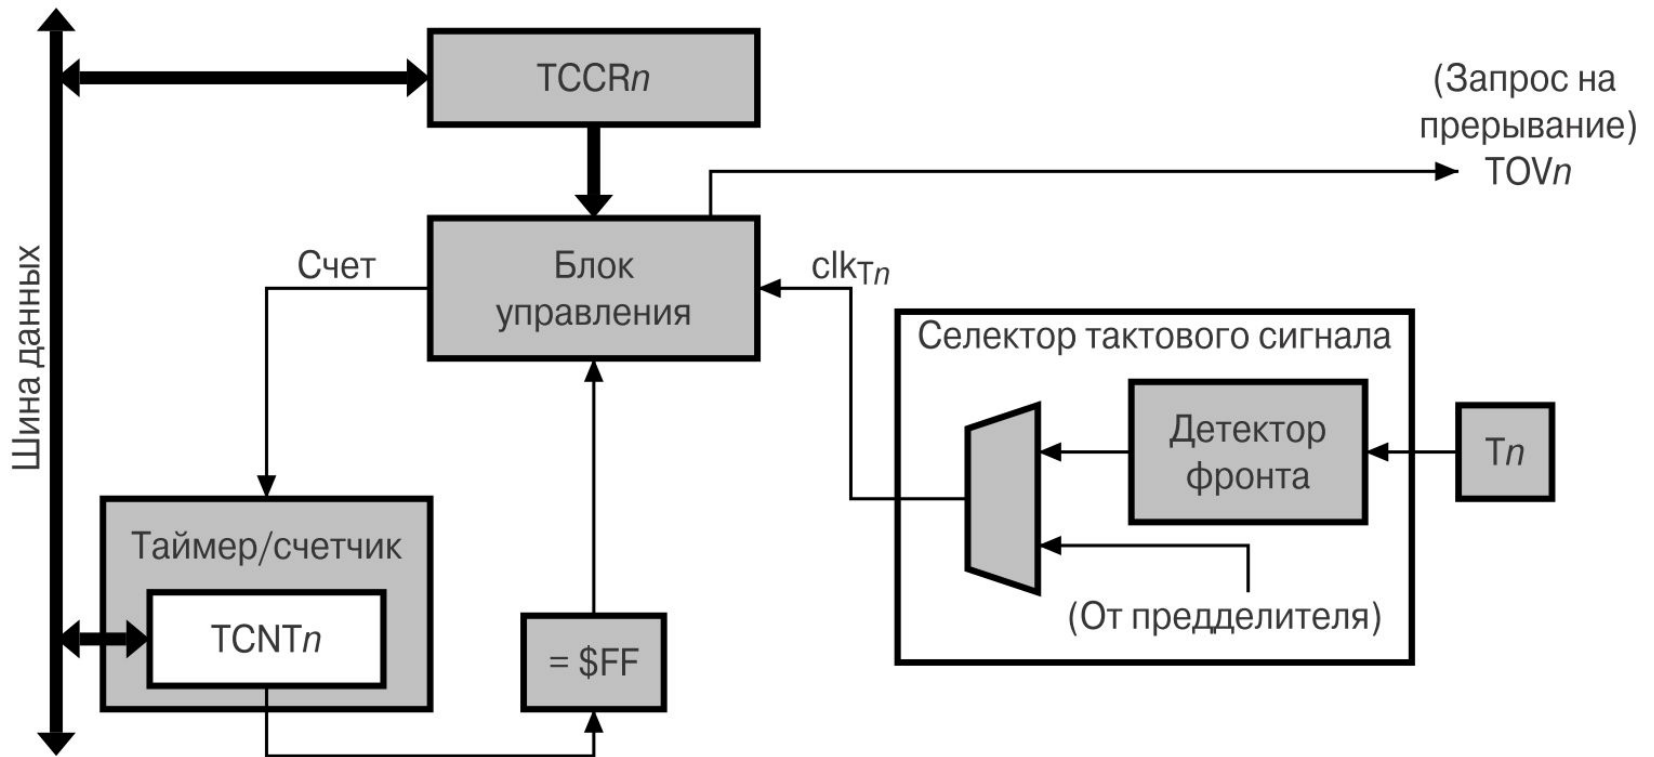 TCCRn
(Запрос на
прерывание)
TOVn
Шина данных
Счет
Блок
управления
clkTn
Селектор тактового сигнала
Детектор
фронта
Tn
Таймер/счетчик
TCNTn
= $FF
(От предделителя)